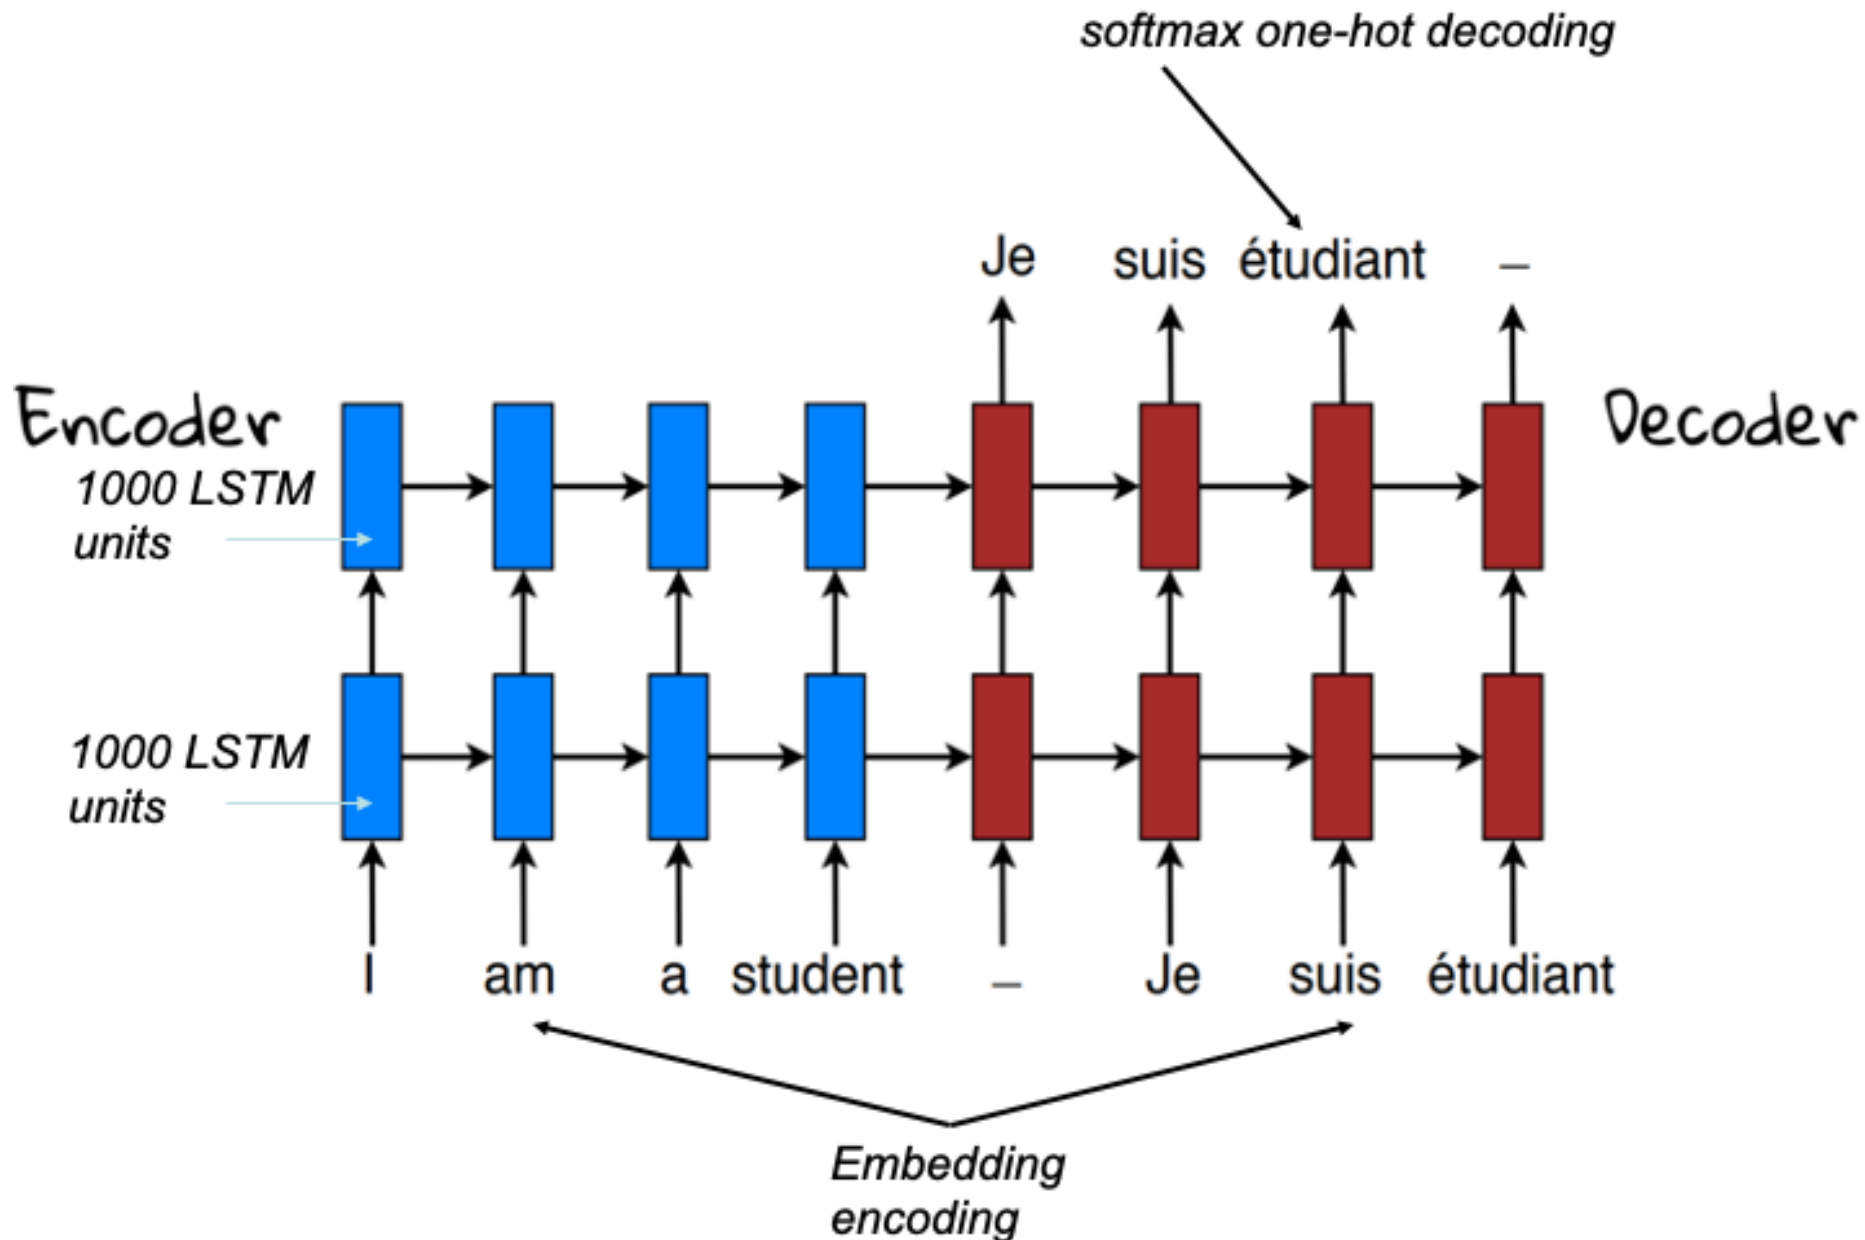 softmax one-hot decoding
Je suis étudiant _
Encoder
Decoder
1000 LSTM
units
1000 LSTM
units
I am a student _ Je suis étudiant
Embedding
encoding